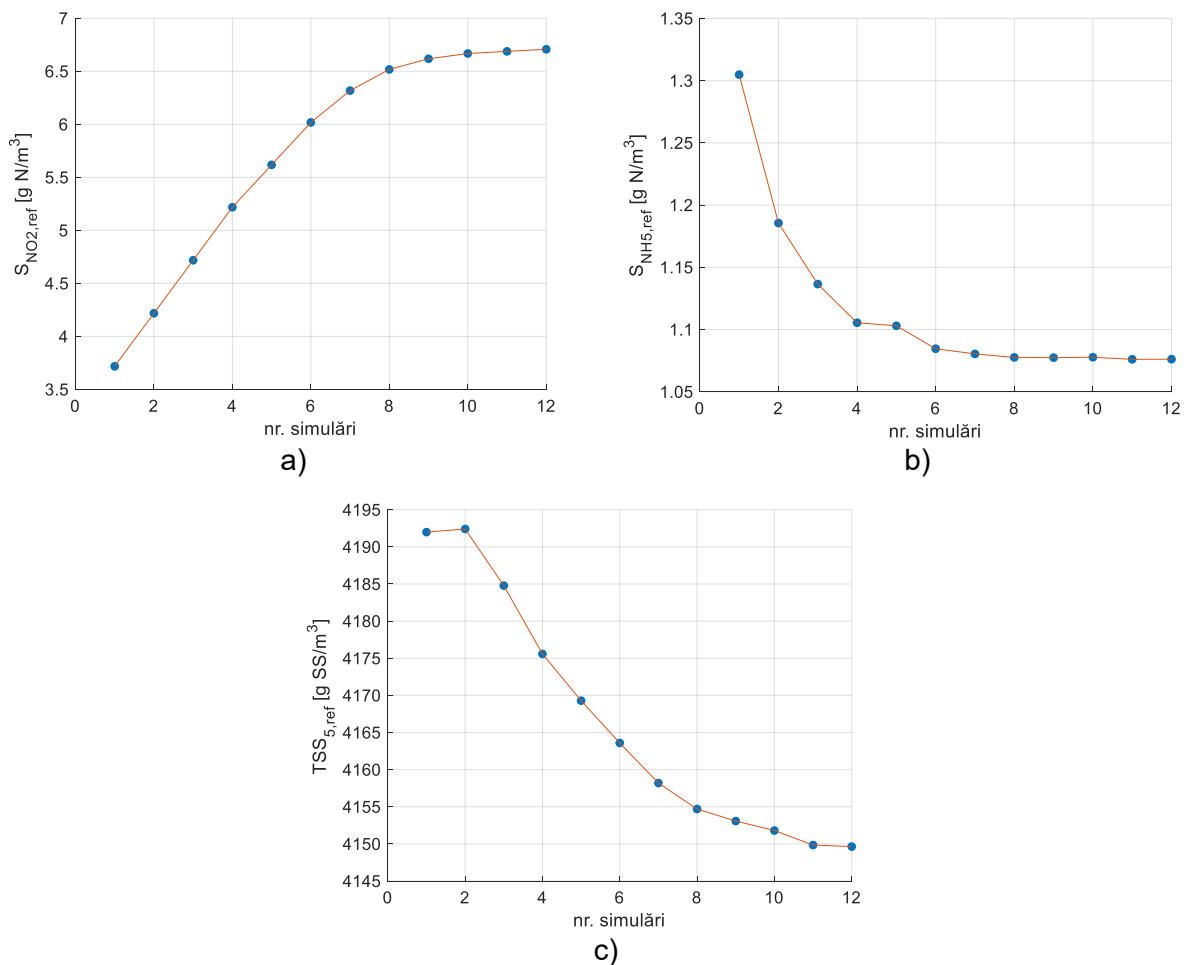 7
6.5
6
5.5
5
4.5
4
3.5
S_NO2,ref [g N/m³]
0 2 4 6 8 10 12
nr. simulări
a)
1.35
1.3
1.25
1.2
1.15
1.1
1.05
S_NH5,ref [g N/m³]
0 2 4 6 8 10 12
nr. simulări
b)
4195
4190
4185
4180
4175
4170
4165
4160
4155
4150
4145
TSS_5,ref [g SS/m³]
0 2 4 6 8 10 12
nr. simulări
c)